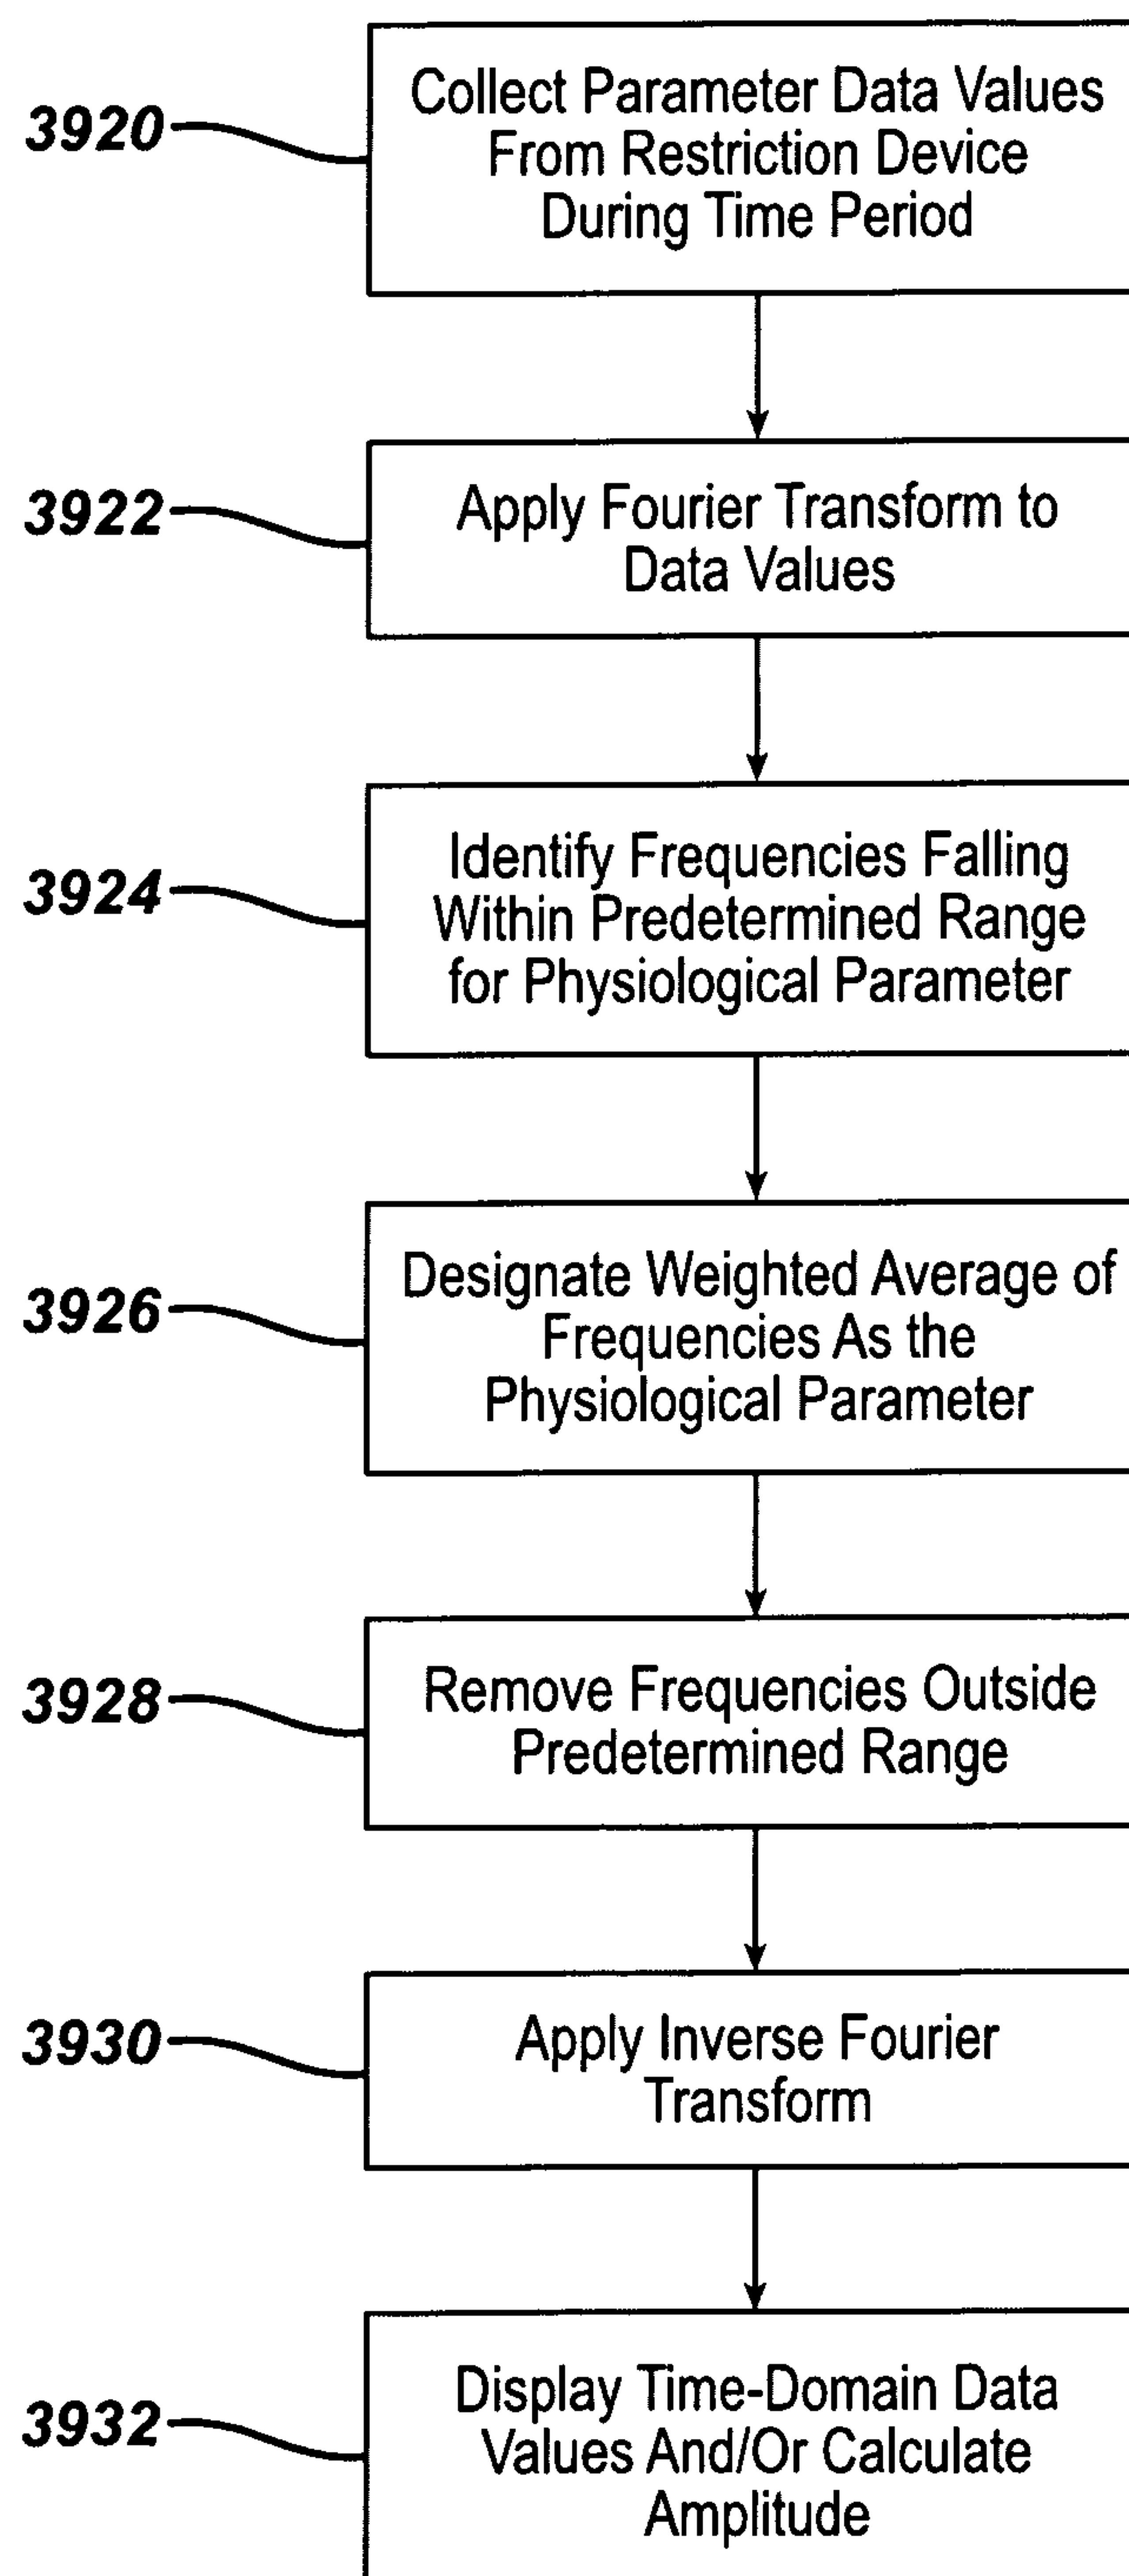 3920
Collect Parameter Data Values
From Restriction Device
During Time Period
3922
Apply Fourier Transform to
Data Values
3924
Identify Frequencies Falling
Within Predetermined Range
for Physiological Parameter
3926
Designate Weighted Average of
Frequencies As the
Physiological Parameter
3928
Remove Frequencies Outside
Predetermined Range
3930
Apply Inverse Fourier
Transform
3932
Display Time-Domain Data
Values And/Or Calculate
Amplitude